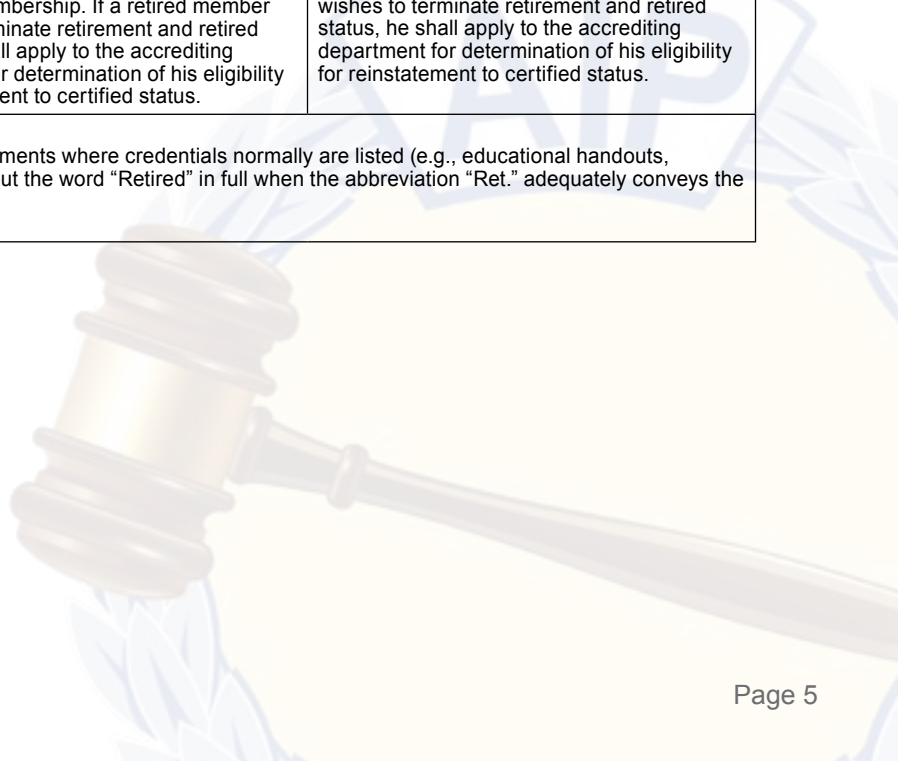 AIP
mbership. If a retired member
minate retirement and retired
ll apply to the accrediting
r determination of his eligibility
ent to certified status.
wishes to terminate retirement and retired
status, he shall apply to the accrediting
department for determination of his eligibility
for reinstatement to certified status.
ments where credentials normally are listed (e.g., educational handouts,
ut the word “Retired” in full when the abbreviation “Ret.” adequately conveys the
Page 5